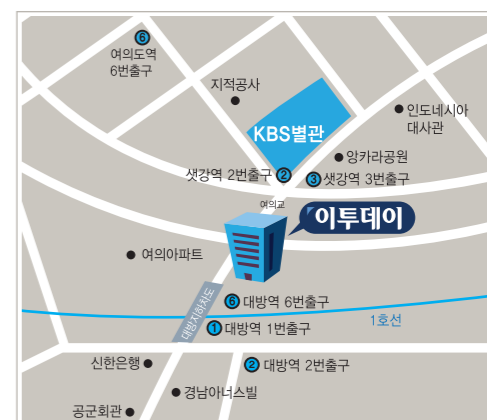 6
여의도역
6번출구
지적공사
인도네시아
대사관
KBS별관
앙카라공원
샛강역 2번출구 2
3 샛강역 3번출구
여의교
이투데이
여의아파트
대방지하차도
6 대방역 6번출구
1호선
1 대방역 1번출구
신한은행
2 대방역 2번출구
경남아너스빌
공군회관